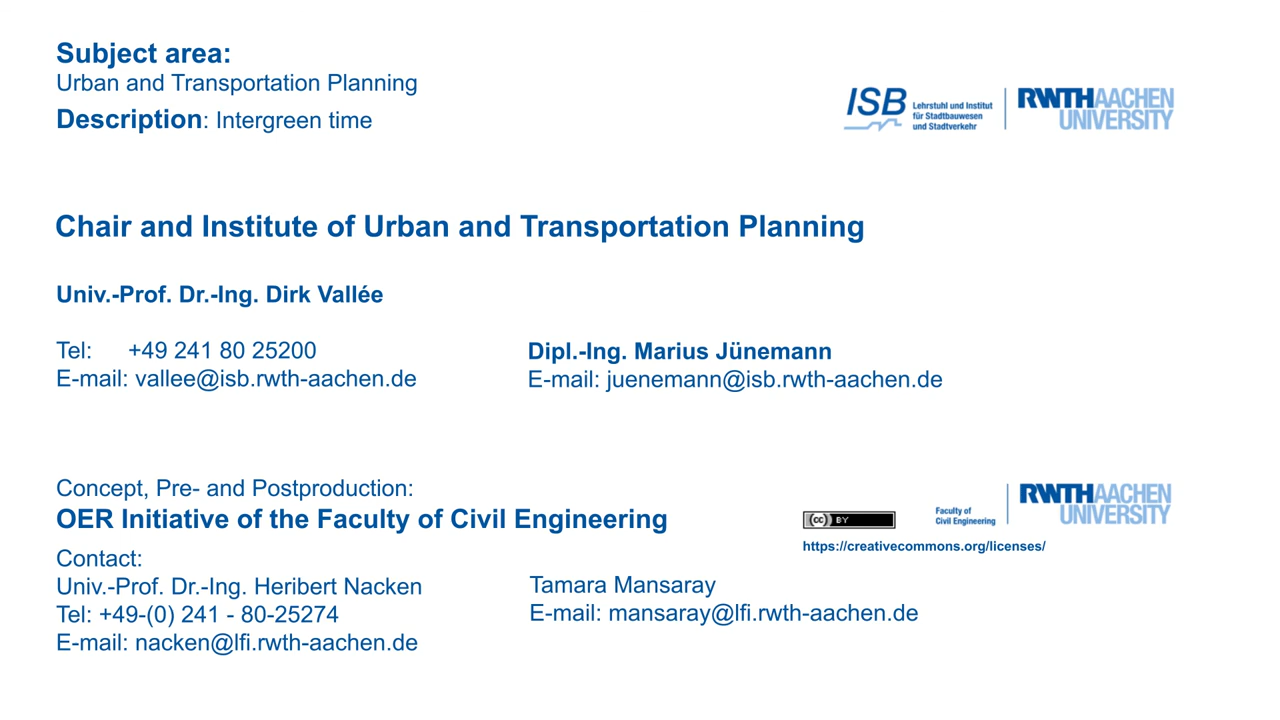 Subject area:
Urban and Transportation Planning
Description: Intergreen time
ISB Lehrstuhl und Institut
für Stadtbauwesen
und Stadtverkehr
RWTHAACHEN
UNIVERSITY
Chair and Institute of Urban and Transportation Planning
Univ.-Prof. Dr.-Ing. Dirk Vallée
Tel: +49 241 80 25200
E-mail: vallee@isb.rwth-aachen.de
Dipl.-Ing. Marius Jünemann
E-mail: juenemann@isb.rwth-aachen.de
Concept, Pre- and Postproduction:
OER Initiative of the Faculty of Civil Engineering
Contact:
Univ.-Prof. Dr.-Ing. Heribert Nacken
Tel: +49-(0) 241 - 80-25274
E-mail: nacken@lfi.rwth-aachen.de
Tamara Mansaray
E-mail: mansaray@lfi.rwth-aachen.de
cc BY
https://creativecommons.org/licenses/
Faculty of
Civil Engineering
RWTHAACHEN
UNIVERSITY